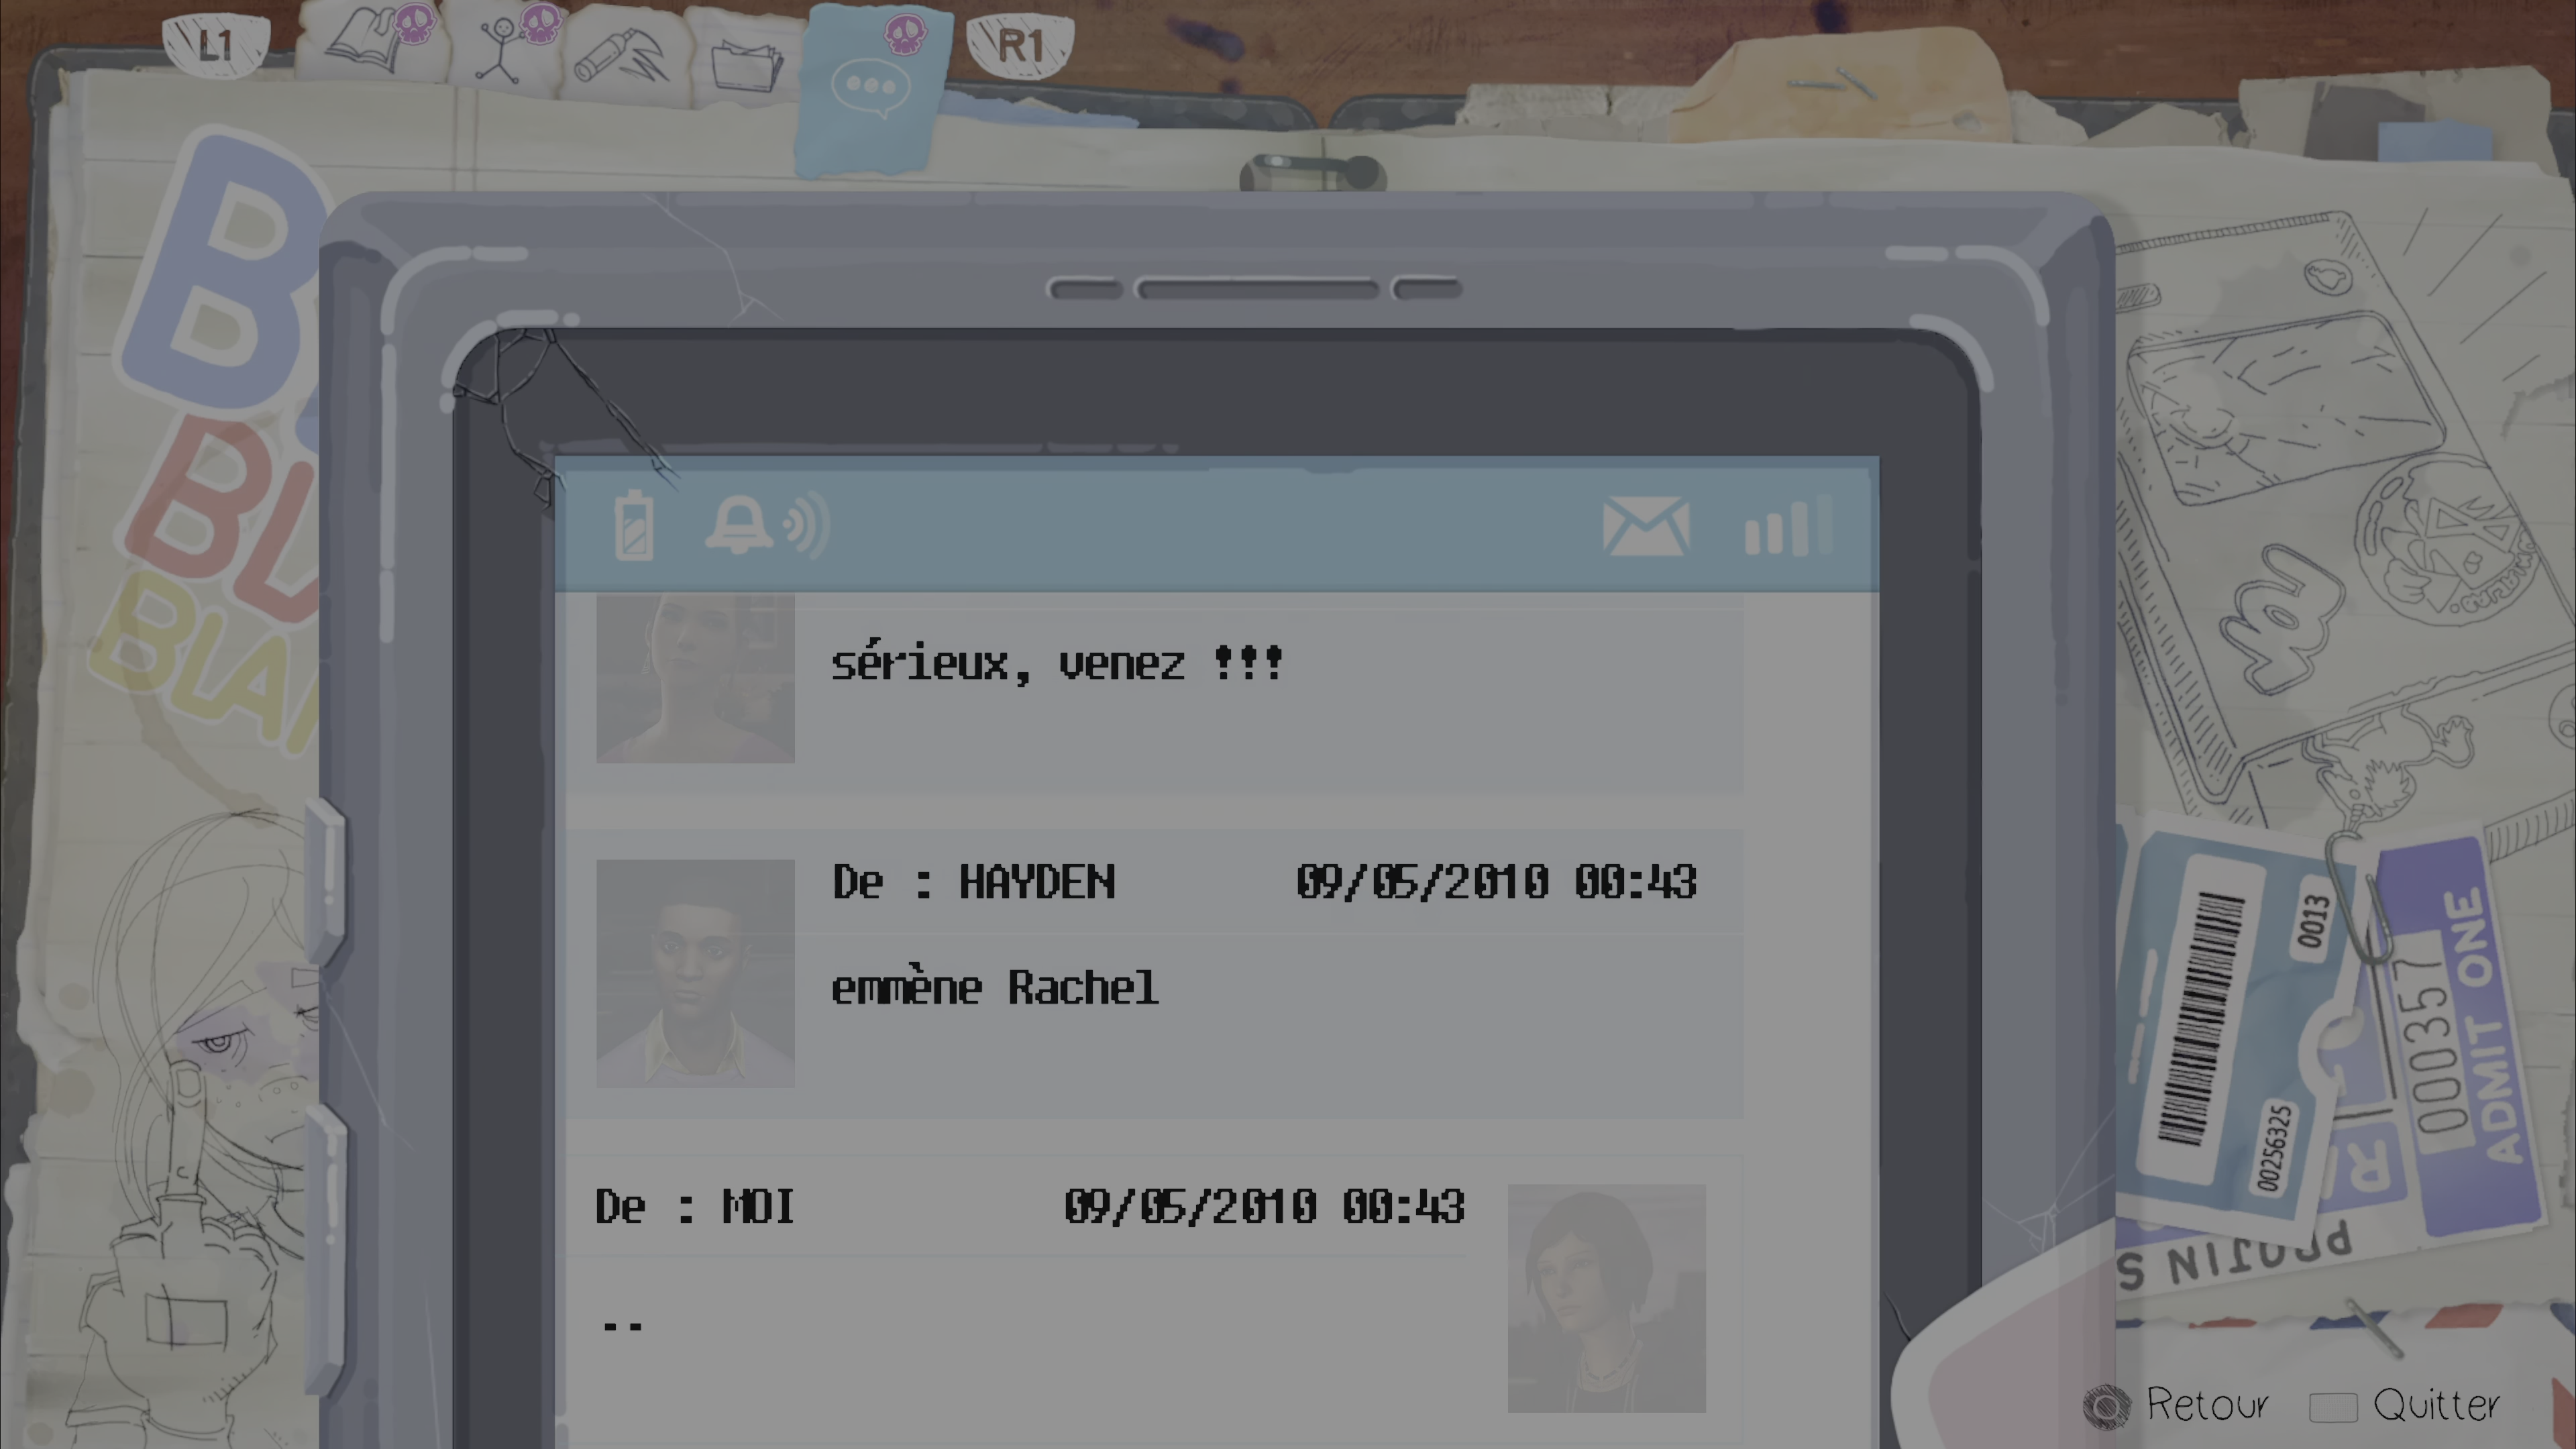 L1
R1
sérieux, venez !!!
De : HAYDEN 09/05/2010 00:43
emmène Rachel
De : MOI 09/05/2010 00:43
--
0013
00256325
000357
ADMIT ONE
Retour
Quitter